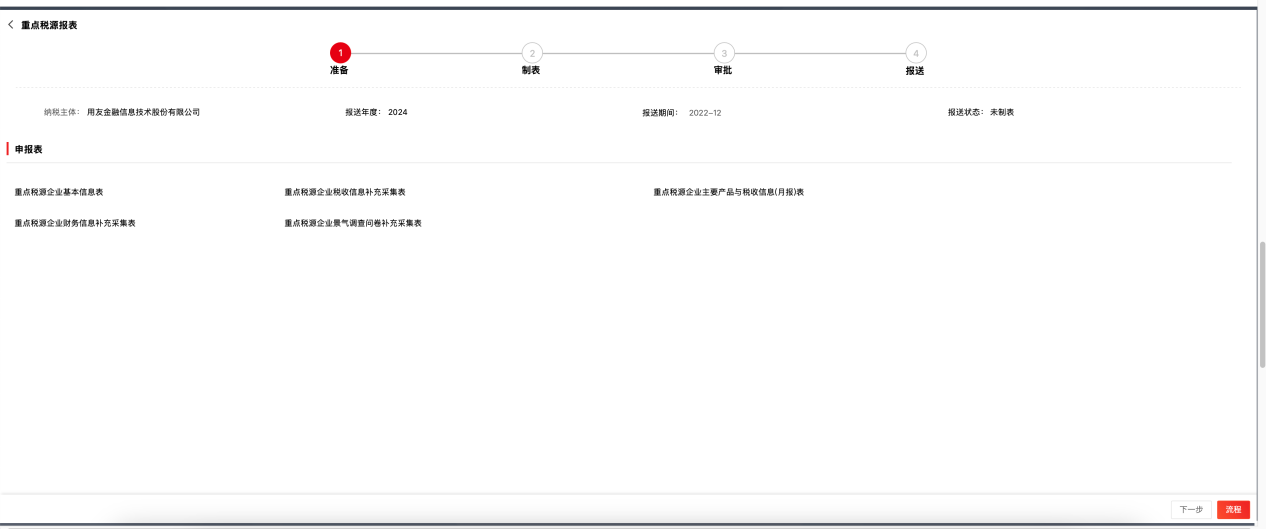 重点税源报表
1 2 3 4
准备 制表 审批 报送
纳税主体： 用友金融信息技术股份有限公司 报送年度： 2024 报送期间： 2022-12 报送状态： 未制表
申报表
重点税源企业基本信息表 重点税源企业税收信息补充采集表 重点税源企业主要产品与税收信息(月报)表
重点税源企业财务信息补充采集表 重点税源企业景气调查问卷补充采集表
下一步 流程